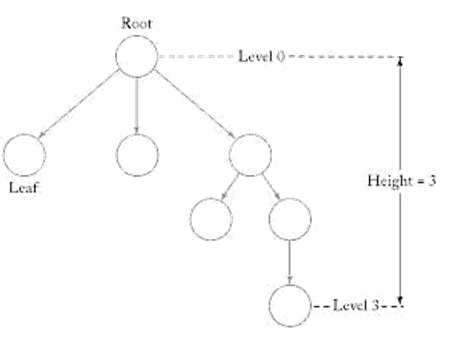 Root
Level 0
Leaf
Height = 3
Level 3